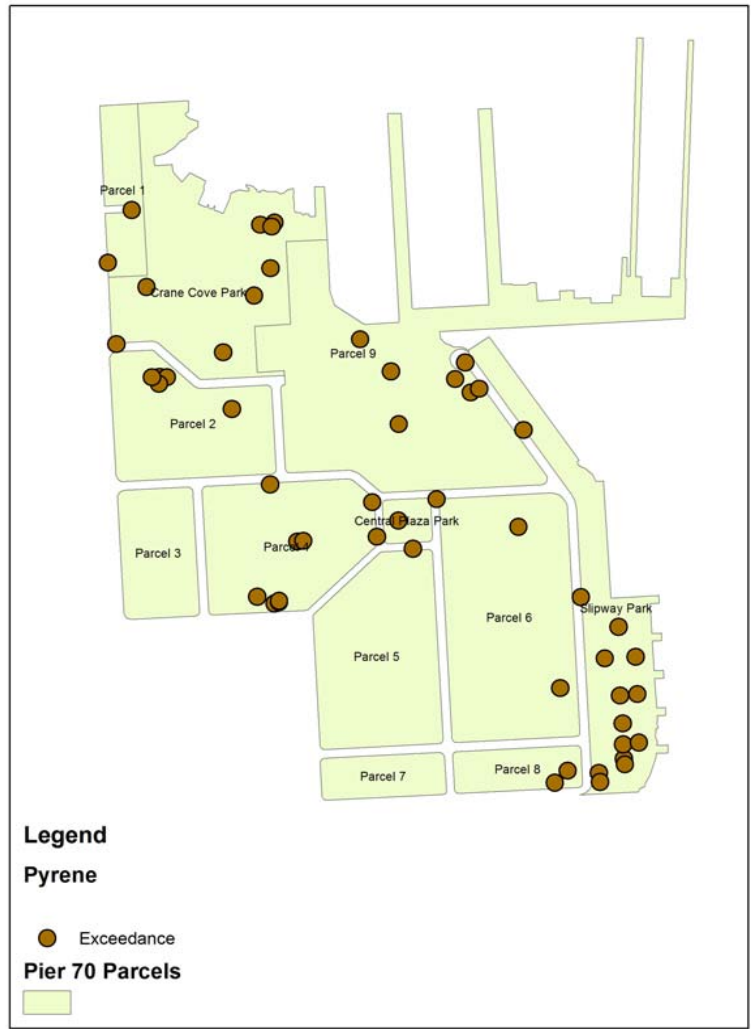 Parcel 1
Crane Cove Park
Parcel 9
Parcel 2
Central Plaza Park
Parcel 3
Parcel 4
Slipway Park
Parcel 6
Parcel 5
Parcel 7
Parcel 8
Legend
Pyrene
Exceedance
Pier 70 Parcels